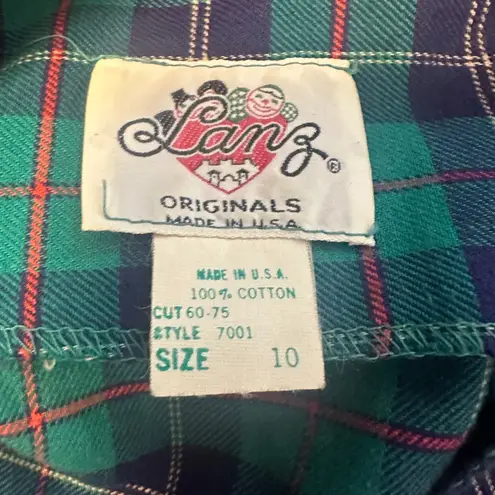 Lanz®
ORIGINALS
MADE IN U.S.A.
MADE IN U.S.A.
100% COTTON
CUT 60-75
STYLE 7001
SIZE 10